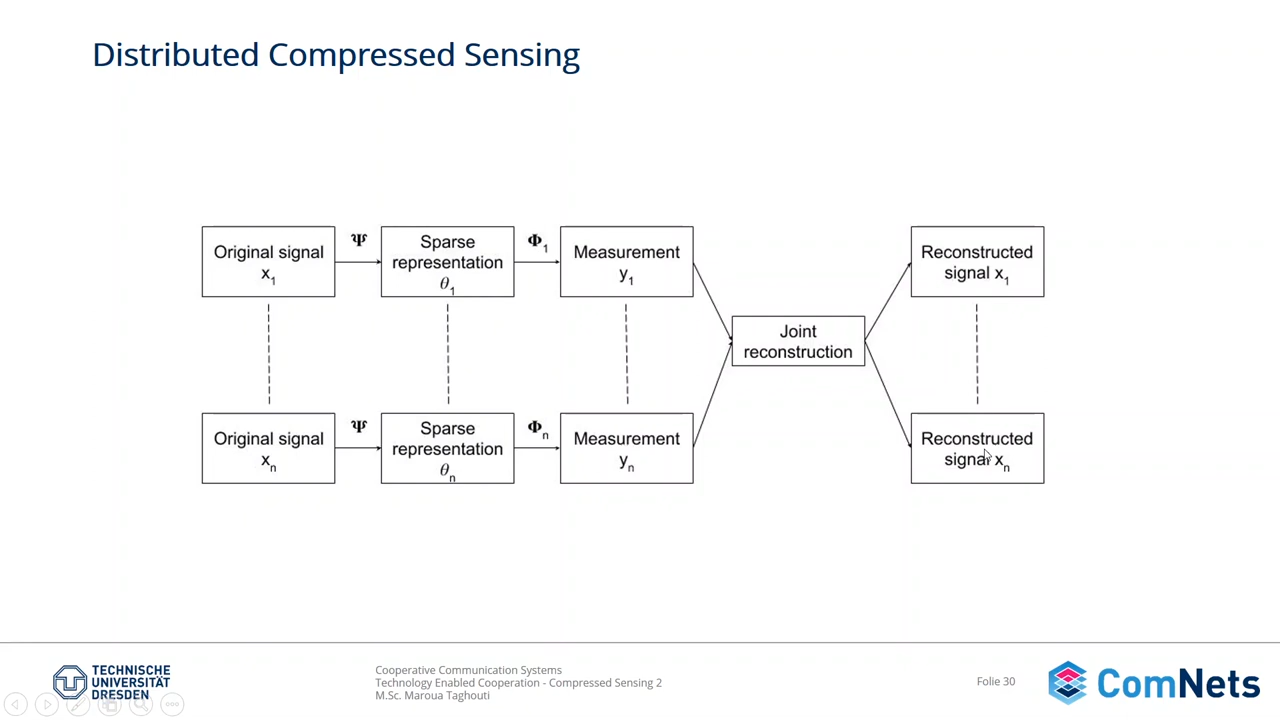 Distributed Compressed Sensing
Original signal
x1
Ψ
Sparse
representation
θ1
Φ1
Measurement
y1
Reconstructed
signal x1
Joint
reconstruction
Original signal
xn
Ψ
Sparse
representation
θn
Φn
Measurement
yn
Reconstructed
signal xn
TECHNISCHE
UNIVERSITÄT
DRESDEN
Cooperative Communication Systems
Technology Enabled Cooperation - Compressed Sensing 2
M.Sc. Maroua Taghouti
Folie 30
ComNets